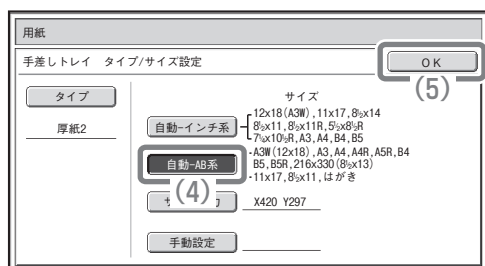 用紙
手差しトレイ タイプ/サイズ設定
OK
(5)
タイプ
厚紙2
サイズ
自動-インチ系
12x18(A3W),11x17,8½x14
8½x11,8½x11R,5½x8½R
7¼x10½R,A3,A4,B4,B5
自動-AB系
A3W(12x18),A3,A4,A4R,A5R,B4
B5,B5R,216x330(8½x13)
11x17,8½x11,はがき
(4)
X420 Y297
手動設定